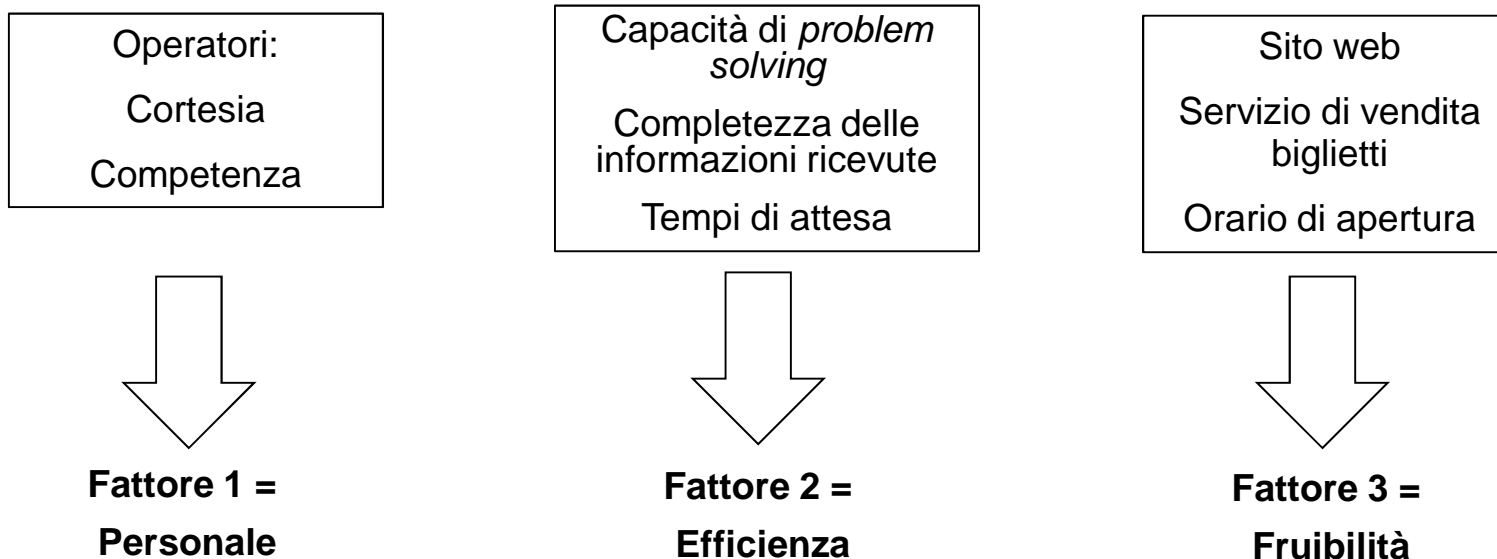 Operatori:
Cortesia
Competenza
Capacità di problem
solving
Completezza delle
informazioni ricevute
Tempi di attesa
Sito web
Servizio di vendita
biglietti
Orario di apertura
Fattore 1 =
Personale
Fattore 2 =
Efficienza
Fattore 3 =
Fruibilità